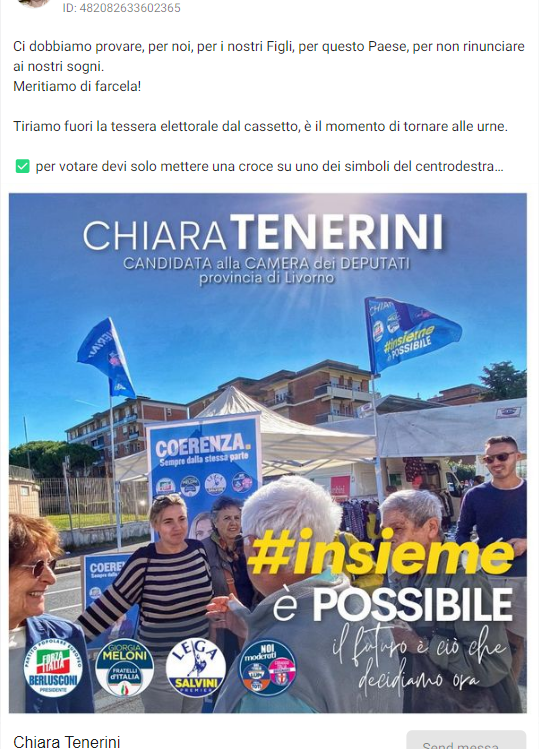 ID: 482082633602365
Ci dobbiamo provare, per noi, per i nostri Figli, per questo Paese, per non rinunciare
ai nostri sogni.
Meritiamo di farcela!
Tiriamo fuori la tessera elettorale dal cassetto, è il momento di tornare alle urne.
✅ per votare devi solo mettere una croce su uno dei simboli del centrodestra...
CHIARA TENERINI
CANDIDATA alla CAMERA dei DEPUTATI
provincia di Livorno
#insieme
è POSSIBILE
COERENZA.
Sempre dalla stessa parte
COERE
#insieme
è POSSIBILE
il futuro è ciò che
decidiamo ora
FORZA
ITALIA
BERLUSCONI
PRESIDENTE
GIORGIA
MELONI
FRATELLI
d'ITALIA
LEGA
SALVINI
PREMIER
NOI
moderati
Chiara Tenerini
Send messa...